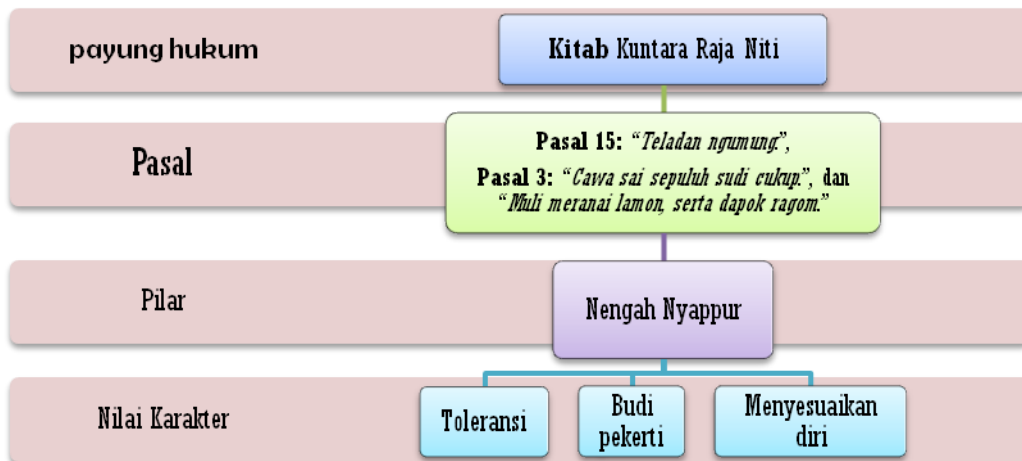 payung hukum
Kitab Kuntara Raja Niti
Pasal
Pasal 15: “Teladan ngumung”,
Pasal 3: “Cawa sai sepuluh sudi cukup.”, dan
“Muli meranai lamon, serta dapok ragom.”
Pilar
Nengah Nyappur
Nilai Karakter
Toleransi
Budi
pekerti
Menyesuaikan
diri